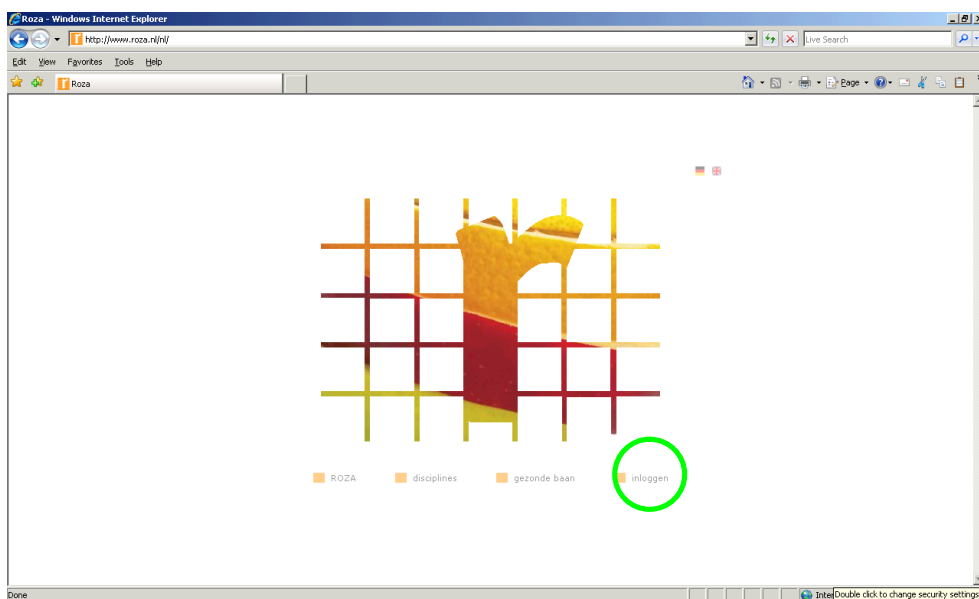 Roza - Windows Internet Explorer
http://www.roza.nl/nl/
Live Search
Edit View Favorites Tools Help
Roza
Page
ROZA disciplines gezonde baan inloggen
Done
Inter
Double click to change security settings